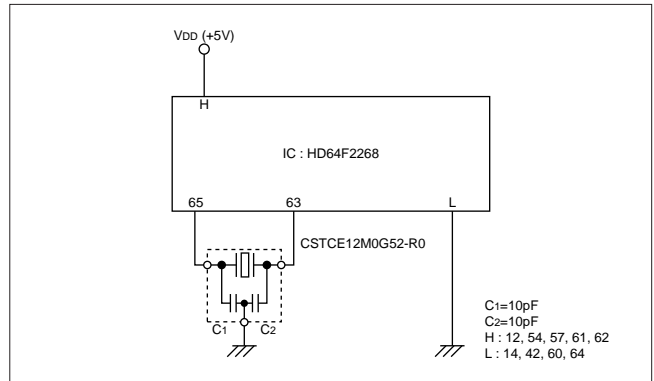 VDD (+5V)
H
IC : HD64F2268
65 63 L
CSTCE12M0G52-R0
C1 C2
C1=10pF
C2=10pF
H : 12, 54, 57, 61, 62
L : 14, 42, 60, 64